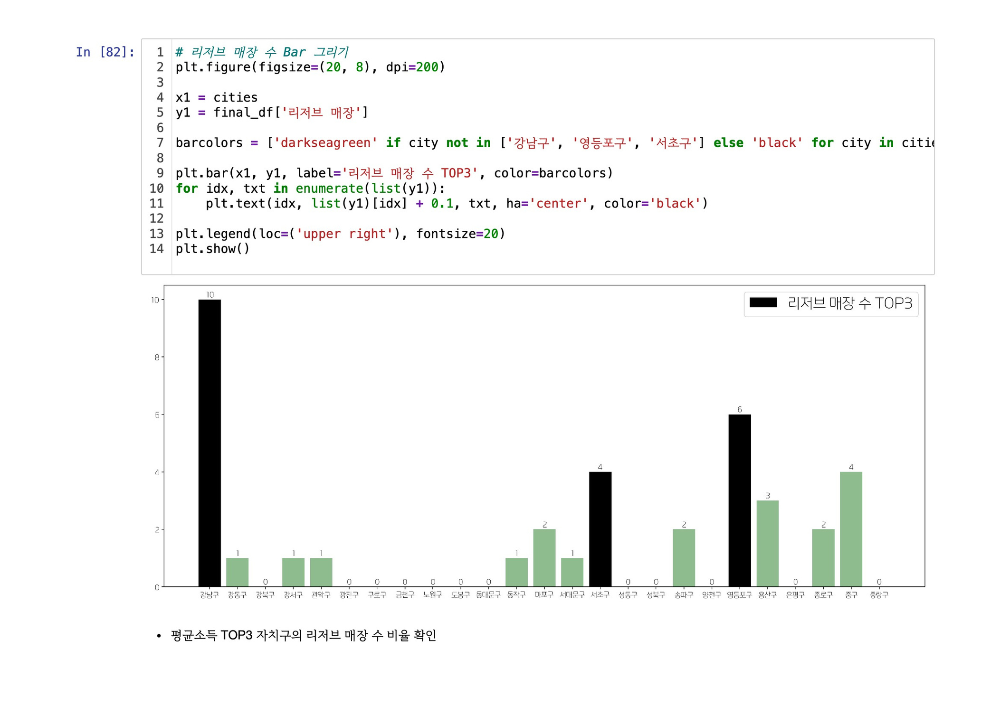 In [82]:
1 # 리저브 매장 수 Bar 그리기
2 plt.figure(figsize=(20, 8), dpi=200)
3
4 x1 = cities
5 y1 = final_df['리저브 매장']
6
7 barcolors = ['darkseagreen' if city not in ['강남구', '영등포구', '서초구'] else 'black' for city in citie
8
9 plt.bar(x1, y1, label='리저브 매장 수 TOP3', color=barcolors)
10 for idx, txt in enumerate(list(y1)):
11     plt.text(idx, list(y1)[idx] + 0.1, txt, ha='center', color='black')
12
13 plt.legend(loc=('upper right'), fontsize=20)
14 plt.show()
리저브 매장 수 TOP3
10
8
6
4
2
0
10 1 0 1 1 0 0 0 0 0 0 1 2 1 4 0 0 2 0 6 3 0 2 4 0
강남구 강동구 강북구 강서구 관악구 광진구 구로구 금천구 노원구 도봉구 동대문구 동작구 마포구 서대문구 서초구 성동구 성북구 송파구 양천구 영등포구 용산구 은평구 종로구 중구 중랑구
• 평균소득 TOP3 자치구의 리저브 매장 수 비율 확인